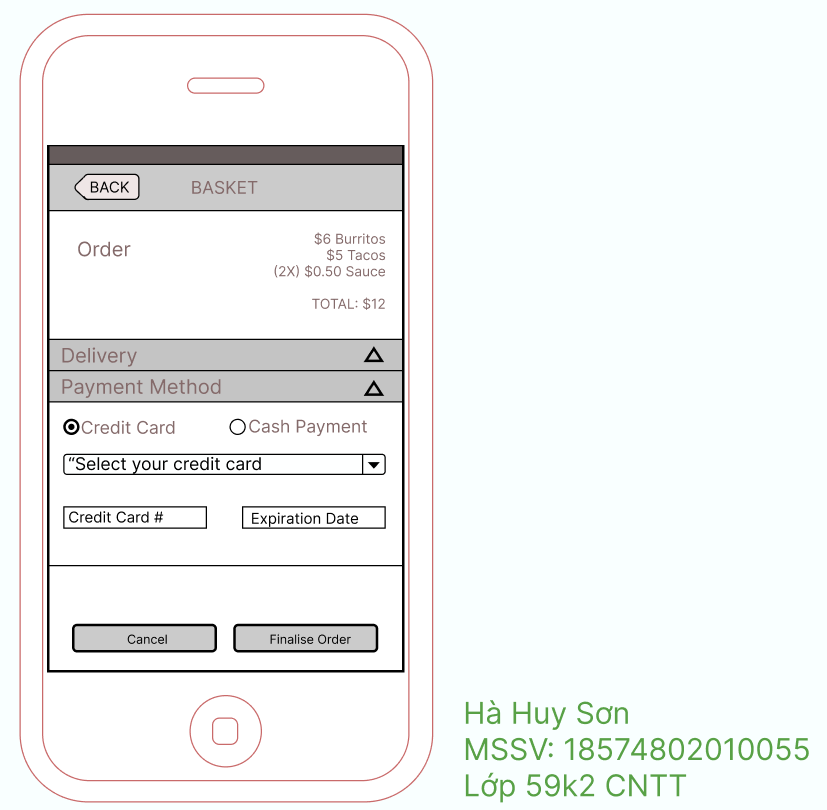 BACK
BASKET
Order
$6 Burritos
$5 Tacos
(2X) $0.50 Sauce
TOTAL: $12
Delivery
Payment Method
Credit Card
Cash Payment
“Select your credit card
Credit Card #
Expiration Date
Cancel
Finalise Order
Hà Huy Sơn
MSSV: 18574802010055
Lớp 59k2 CNTT